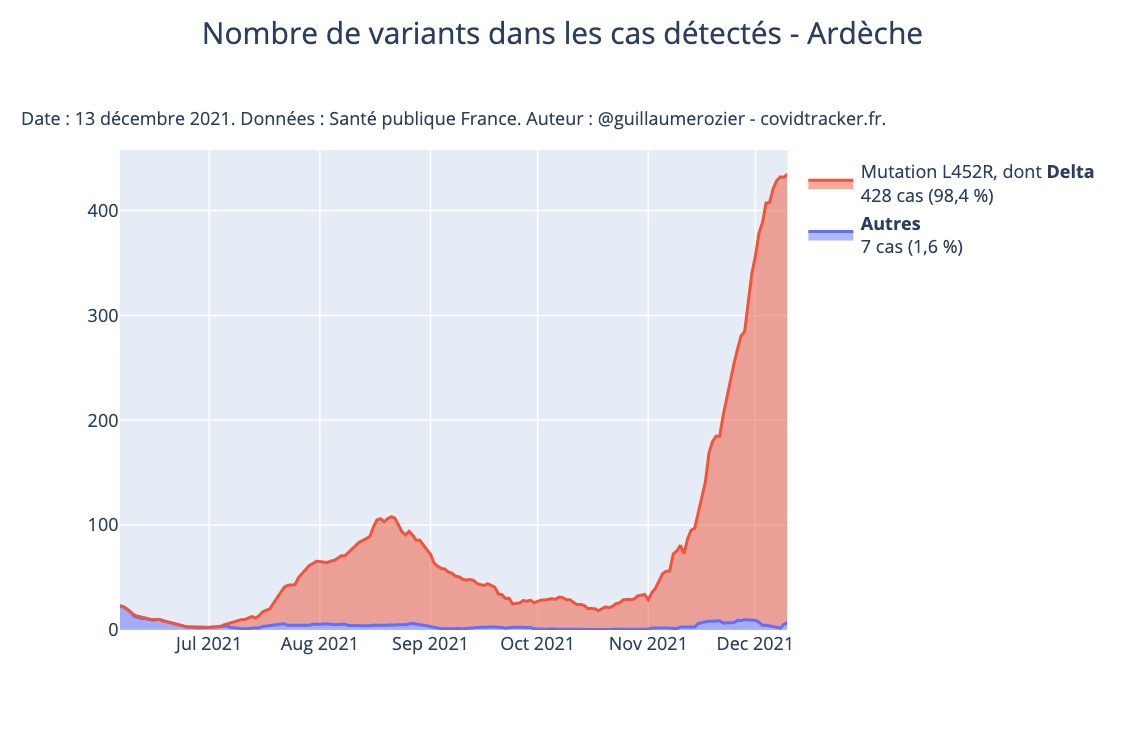 Nombre de variants dans les cas détectés - Ardèche
Date : 13 décembre 2021. Données : Santé publique France. Auteur : @guillaumerozier - covidtracker.fr.
Mutation L452R, dont Delta
428 cas (98,4 %)
Autres
7 cas (1,6 %)
400
300
200
100
0
Jul 2021 Aug 2021 Sep 2021 Oct 2021 Nov 2021 Dec 2021